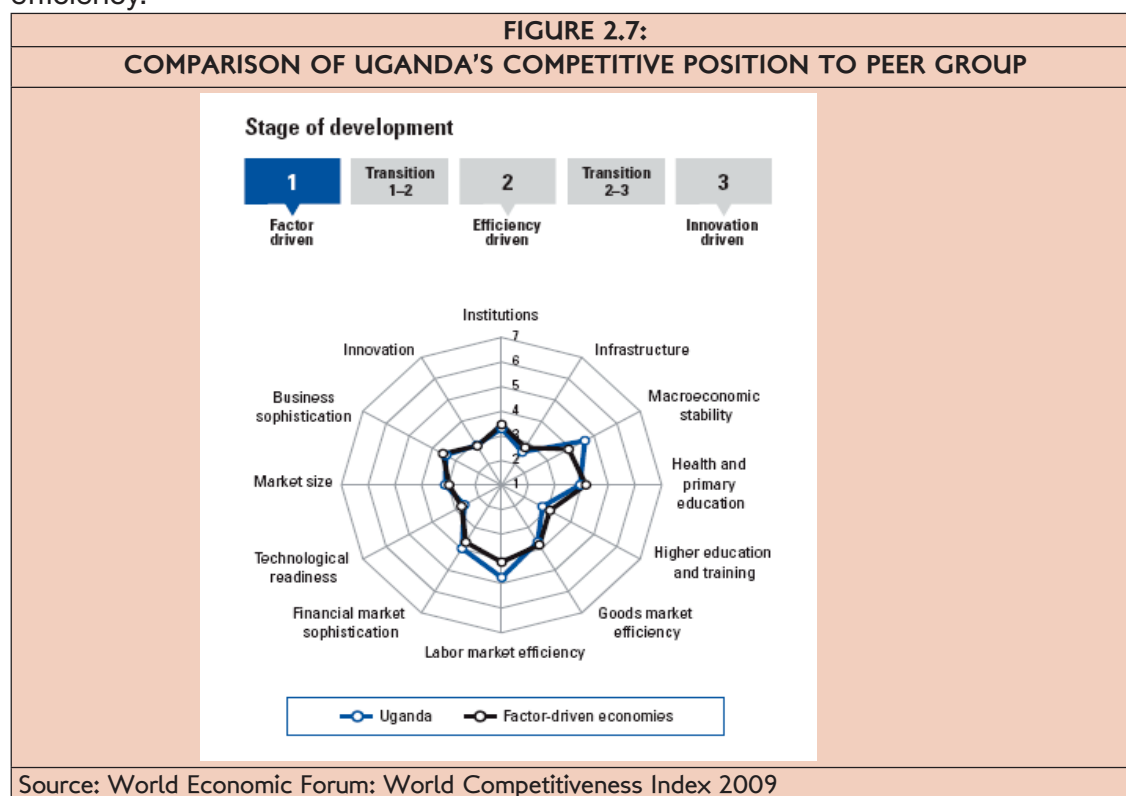 efficiency.
FIGURE 2.7:
COMPARISON OF UGANDA'S COMPETITIVE POSITION TO PEER GROUP
Stage of development
1
Transition
1–2
2
Transition
2–3
3
Factor
driven
Efficiency
driven
Innovation
driven
Institutions
7
6
5
4
3
2
1
Infrastructure
Macroeconomic
stability
Health and
primary
education
Higher education
and training
Goods market
efficiency
Labor market efficiency
Financial market
sophistication
Technological
readiness
Market size
Business
sophistication
Innovation
Uganda
Factor-driven economies
Source: World Economic Forum: World Competitiveness Index 2009